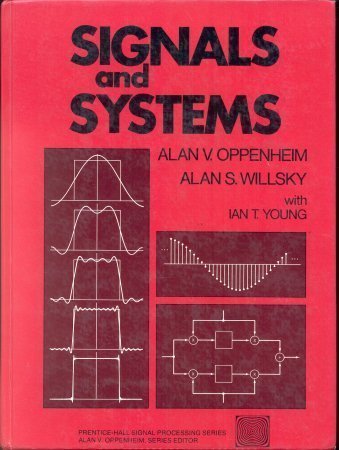 SIGNALS
and
SYSTEMS
ALAN V. OPPENHEIM
ALAN S. WILLSKY
with
IAN T. YOUNG
PRENTICE-HALL SIGNAL PROCESSING SERIES
ALAN V. OPPENHEIM, SERIES EDITOR